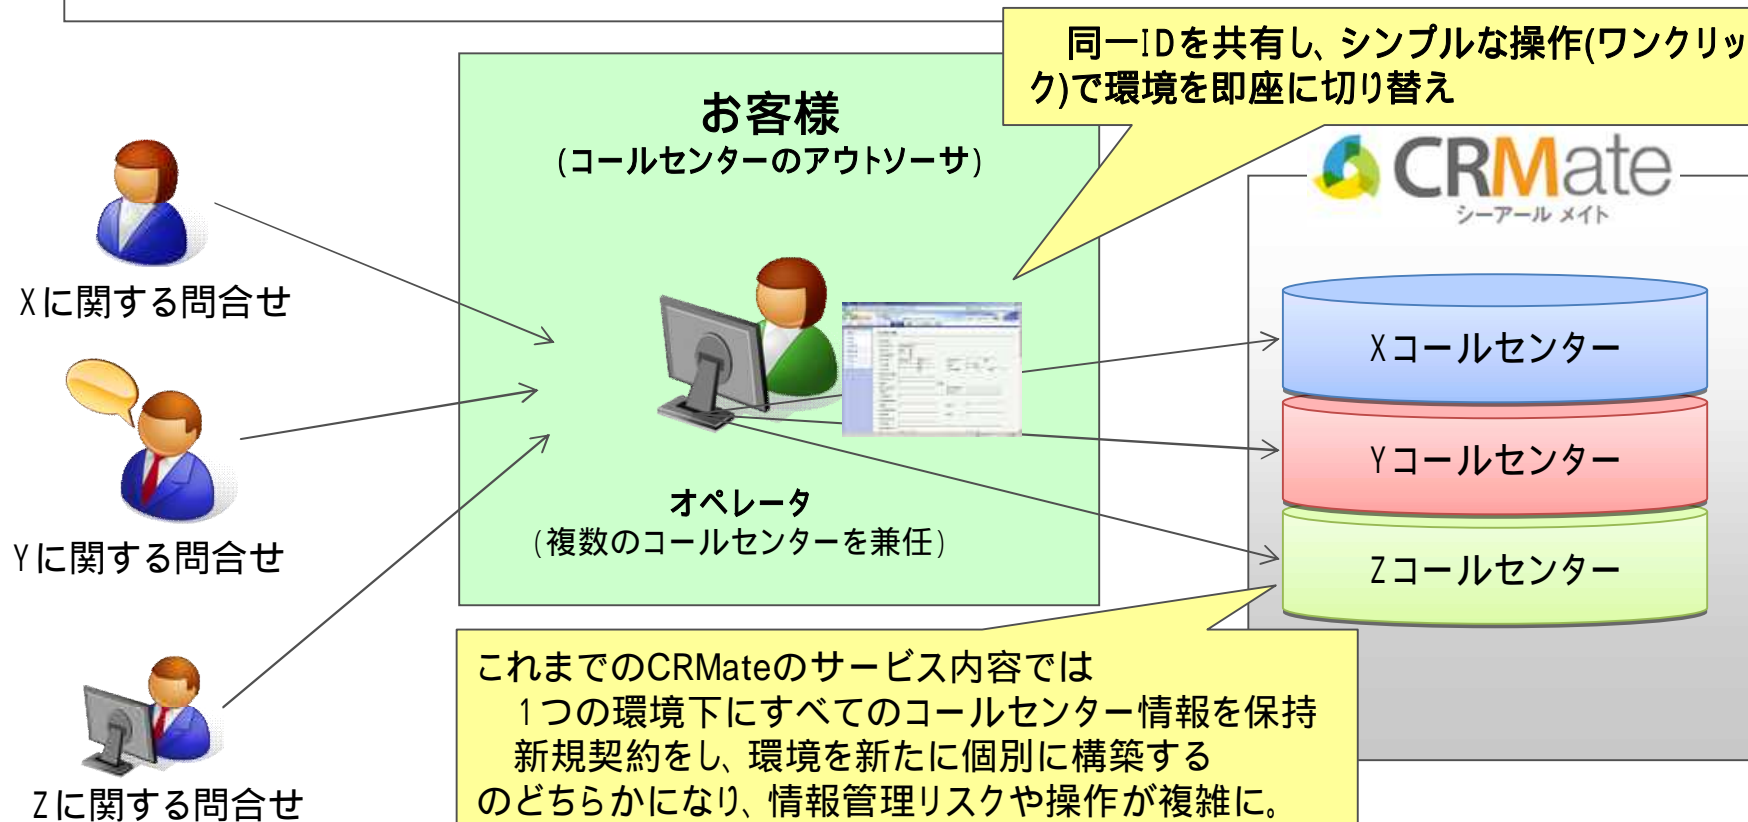 同一IDを共有し、シンプルな操作(ワンクリッ
ク)で環境を即座に切り替え
お客様
(コールセンターのアウトソーサ)
CRMate
シーアール メイト
Xに関する問合せ
Xコールセンター
Yコールセンター
オペレータ
(複数のコールセンターを兼任)
Yに関する問合せ
Zコールセンター
これまでのCRMateのサービス内容では
1つの環境下にすべてのコールセンター情報を保持
新規契約をし、環境を新たに個別に構築する
のどちらかになり、情報管理リスクや操作が複雑に。
Zに関する問合せ